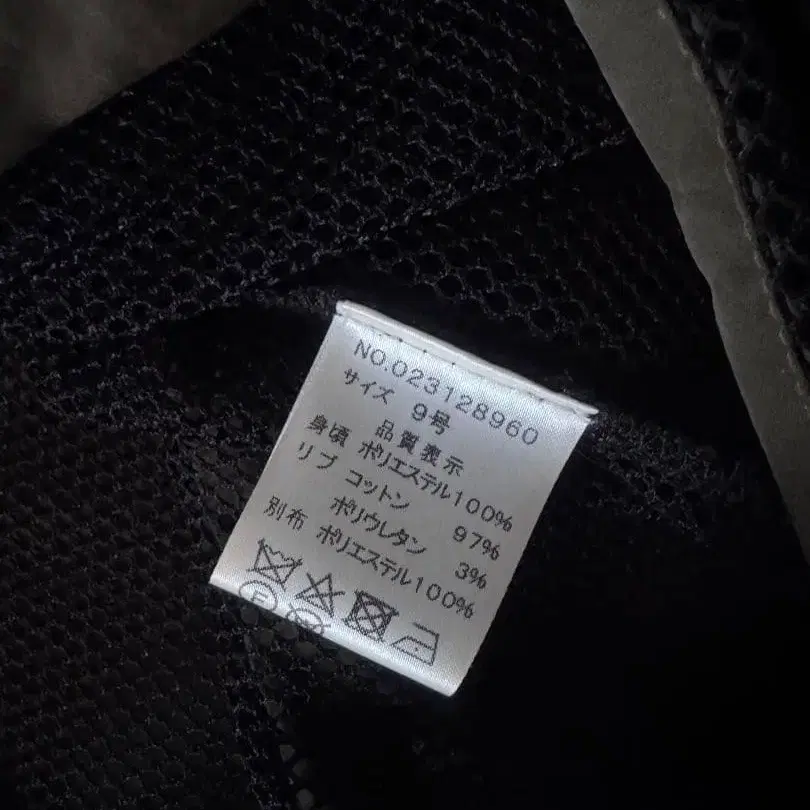 NO.023128960
サイズ 9号
品質表示
身頃 ポリエステル100%
リブ コットン 97%
ポリウレタン 3%
別布 ポリエステル100%
F